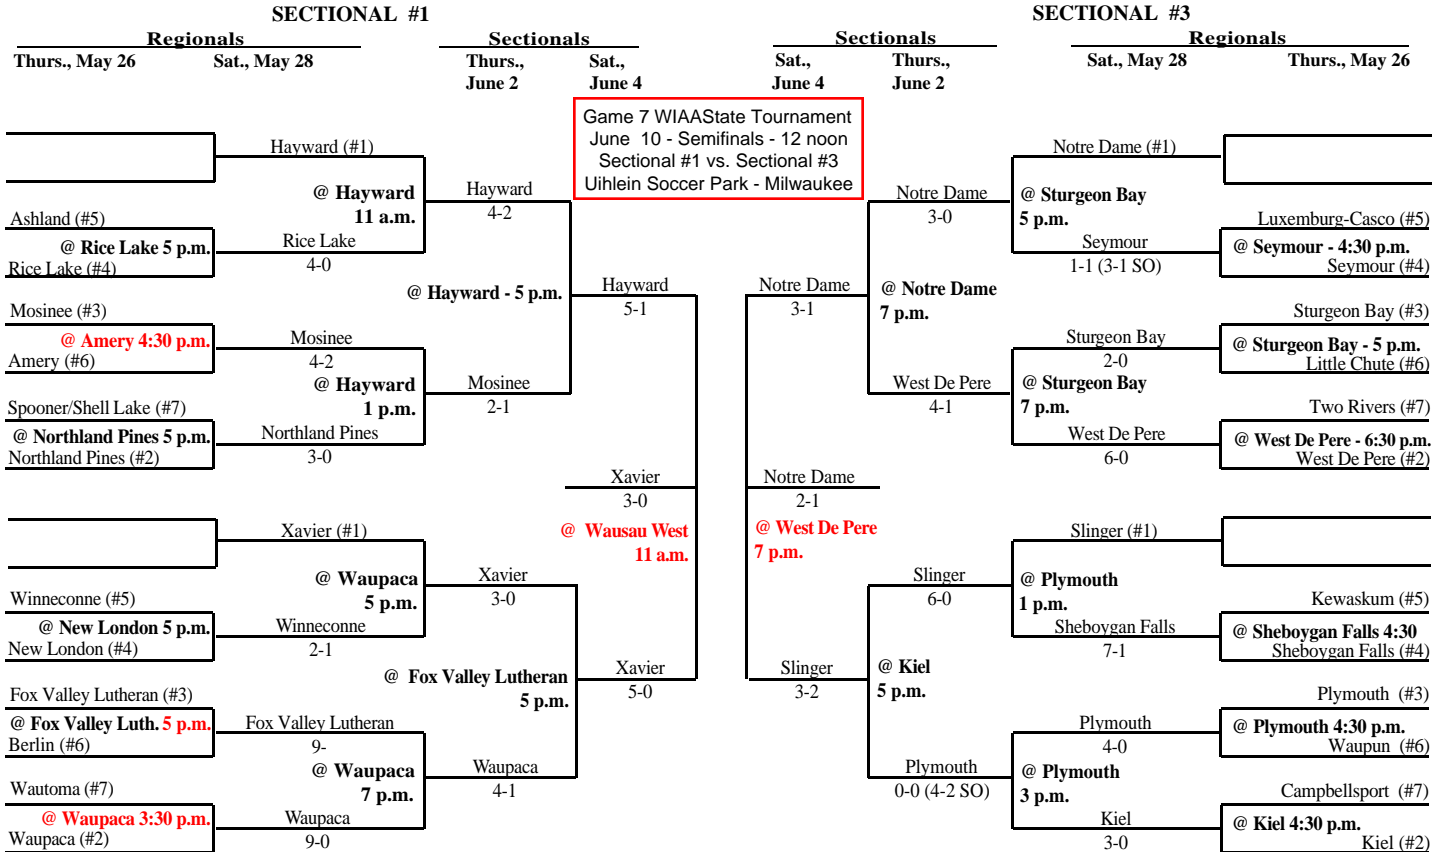 SECTIONAL #1
SECTIONAL #3
Regionals
Sectionals
Sectionals
Regionals
Thurs., May 26
Sat., May 28
Thurs.,
June 2
Sat.,
June 4
Sat.,
June 4
Thurs.,
June 2
Sat., May 28
Thurs., May 26
Game 7 WIAAState Tournament
June 10 - Semifinals - 12 noon
Sectional #1 vs. Sectional #3
Uihlein Soccer Park - Milwaukee
Hayward (#1)
@ Hayward
11 a.m.
Hayward
4-2
Ashland (#5)
@ Rice Lake 5 p.m.
Rice Lake (#4)
Rice Lake
4-0
@ Hayward - 5 p.m.
Hayward
5-1
Mosinee (#3)
@ Amery 4:30 p.m.
Amery (#6)
Mosinee
4-2
@ Hayward
1 p.m.
Mosinee
2-1
Spooner/Shell Lake (#7)
@ Northland Pines 5 p.m.
Northland Pines (#2)
Northland Pines
3-0
Xavier
3-0
@ Wausau West
11 a.m.
Xavier (#1)
@ Waupaca
5 p.m.
Xavier
3-0
Winneconne (#5)
@ New London 5 p.m.
New London (#4)
Winneconne
2-1
@ Fox Valley Lutheran
5 p.m.
Xavier
5-0
Fox Valley Lutheran (#3)
@ Fox Valley Luth. 5 p.m.
Berlin (#6)
Fox Valley Lutheran
9-
@ Waupaca
7 p.m.
Waupaca
4-1
Wautoma (#7)
@ Waupaca 3:30 p.m.
Waupaca (#2)
Waupaca
9-0
Notre Dame (#1)
Notre Dame
3-0
@ Sturgeon Bay
5 p.m.
Luxemburg-Casco (#5)
@ Seymour - 4:30 p.m.
Seymour (#4)
Seymour
1-1 (3-1 SO)
Notre Dame
3-1
@ Notre Dame
7 p.m.
Sturgeon Bay (#3)
@ Sturgeon Bay - 5 p.m.
Little Chute (#6)
Sturgeon Bay
2-0
West De Pere
4-1
@ Sturgeon Bay
7 p.m.
Two Rivers (#7)
@ West De Pere - 6:30 p.m.
West De Pere (#2)
West De Pere
6-0
Notre Dame
2-1
@ West De Pere
7 p.m.
Slinger (#1)
Slinger
6-0
@ Plymouth
1 p.m.
Kewaskum (#5)
@ Sheboygan Falls 4:30
Sheboygan Falls (#4)
Sheboygan Falls
7-1
Slinger
3-2
@ Kiel
5 p.m.
Plymouth (#3)
@ Plymouth 4:30 p.m.
Waupun (#6)
Plymouth
4-0
Plymouth
0-0 (4-2 SO)
@ Plymouth
3 p.m.
Campbellsport (#7)
@ Kiel 4:30 p.m.
Kiel (#2)
Kiel
3-0